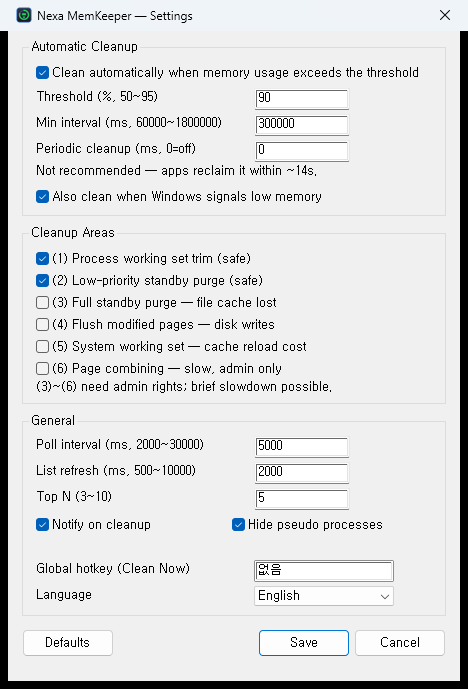 Nexa MemKeeper — Settings
Automatic Cleanup
Clean automatically when memory usage exceeds the threshold
Threshold (%, 50~95) 90
Min interval (ms, 60000~1800000) 300000
Periodic cleanup (ms, 0=off) 0
Not recommended — apps reclaim it within ~14s.
Also clean when Windows signals low memory
Cleanup Areas
(1) Process working set trim (safe)
(2) Low-priority standby purge (safe)
(3) Full standby purge — file cache lost
(4) Flush modified pages — disk writes
(5) System working set — cache reload cost
(6) Page combining — slow, admin only
(3)~(6) need admin rights; brief slowdown possible.
General
Poll interval (ms, 2000~30000) 5000
List refresh (ms, 500~10000) 2000
Top N (3~10) 5
Notify on cleanup Hide pseudo processes
Global hotkey (Clean Now) 없음
Language English
Defaults Save Cancel